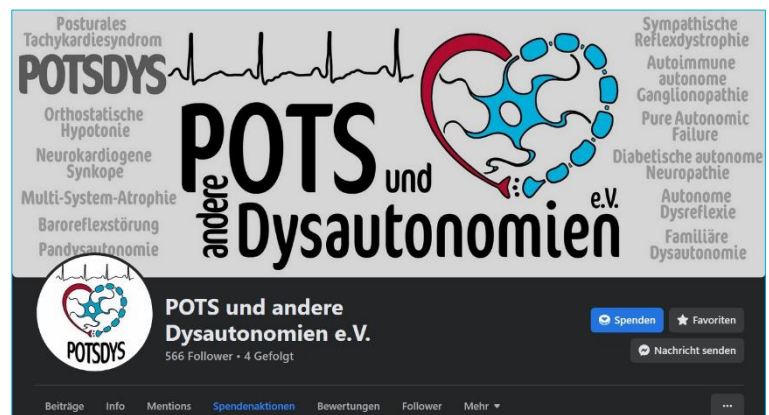 Posturales
Tachykardiesyndrom
POTSDYS
Orthostatische
Hypotonie
Neurokardiogene
Synkope
Multi-System-Atrophie
Baroreflexstörung
Pandysautonomie
POTS und
andere
Dysautonomien
e.V.
Sympathische
Reflexdystrophie
Autoimmune
autonome
Ganglionopathie
Pure Autonomic
Failure
Diabetische autonome
Neuropathie
Autonome
Dysreflexie
Familiäre
Dysautonomie
POTSDYS
POTS und andere
Dysautonomien e.V.
566 Follower • 4 Gefolgt
Spenden
Favoriten
Nachricht senden
Beiträge Info Mentions Spendenaktionen Bewertungen Follower Mehr